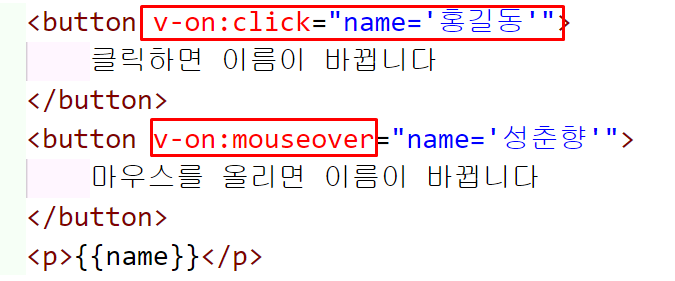 <button v-on:click="name='홍길동'">
클릭하면 이름이 바뀝니다
</button>
<button v-on:mouseover="name='성춘향'">
마우스를 올리면 이름이 바뀝니다
</button>
<p>{{name}}</p>